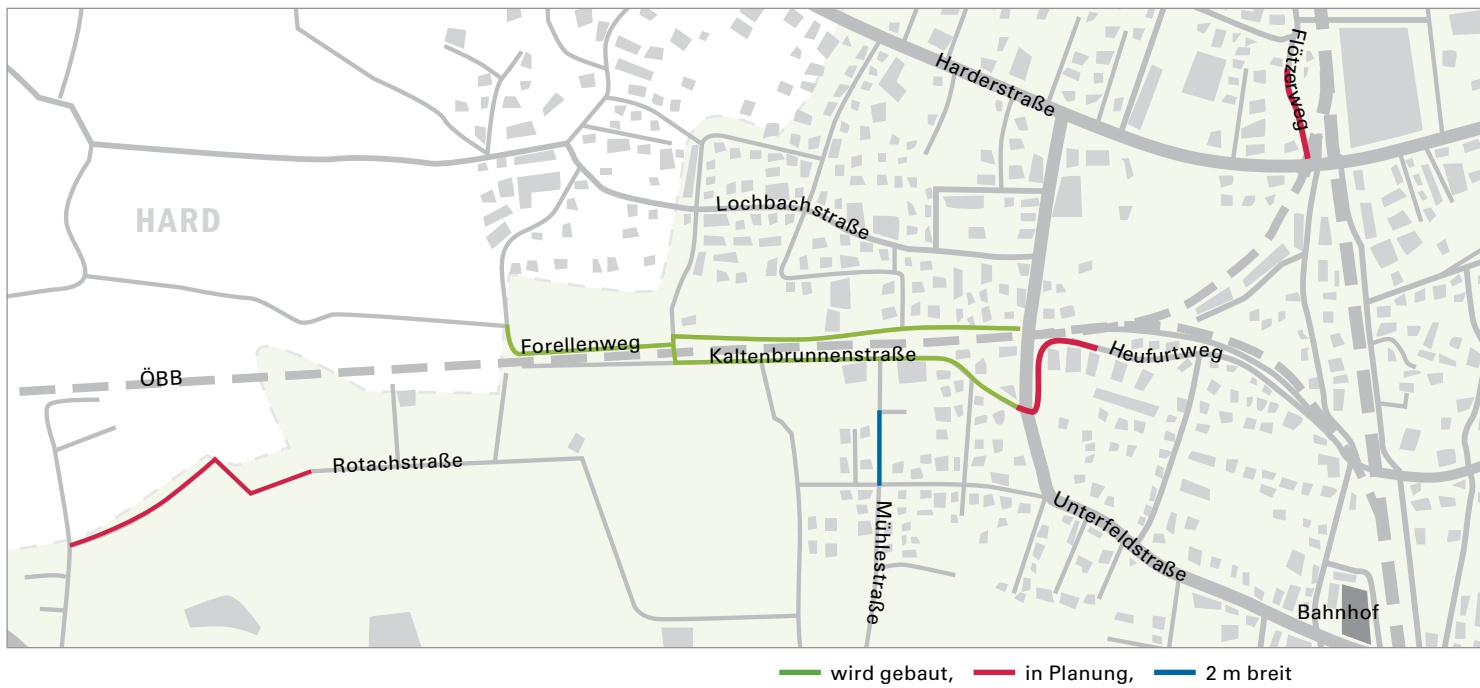 Flötzerweg
Harderstraße
HARD
Lochbachstraße
Forellenweg
Kaltenbrunnenstraße
Heufurtweg
ÖBB
Rotachstraße
Mühlestraße
Unterfeldstraße
Bahnhof
wird gebaut, in Planung, 2 m breit